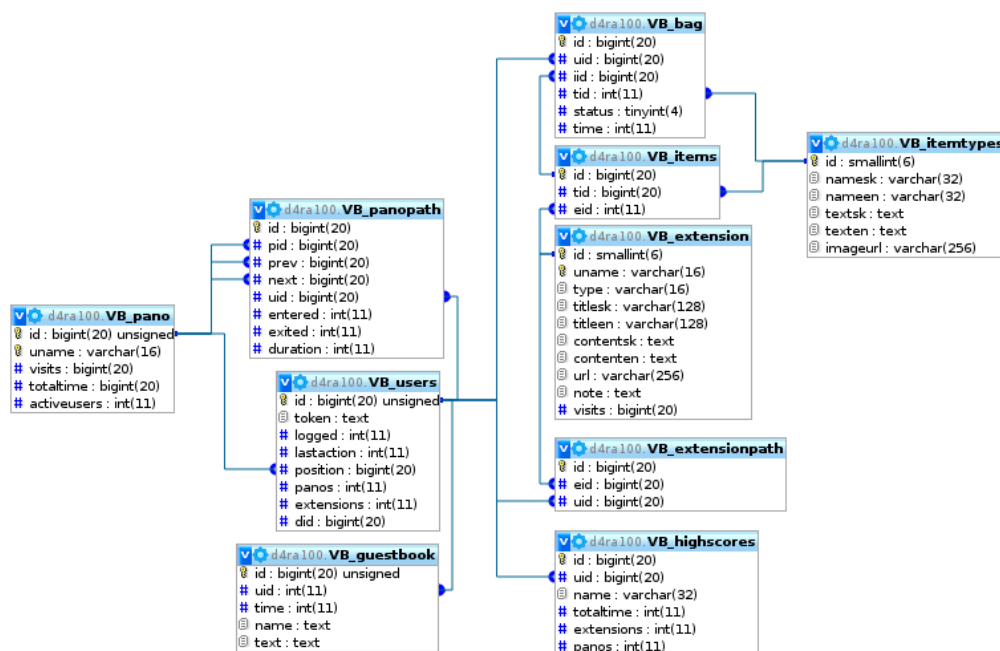 d4ra100.VB_bag
id : bigint(20)
uid : bigint(20)
iid : bigint(20)
tid : int(11)
status : tinyint(4)
time : int(11)
d4ra100.VB_itemtypes
id : smallint(6)
namesk : varchar(32)
nameen : varchar(32)
textsk : text
texten : text
imageurl : varchar(256)
d4ra100.VB_items
id : bigint(20)
tid : bigint(20)
eid : int(11)
d4ra100.VB_panopath
id : bigint(20)
pid : bigint(20)
prev : bigint(20)
next : bigint(20)
uid : bigint(20)
entered : int(11)
exited : int(11)
duration : int(11)
d4ra100.VB_extension
id : smallint(6)
uname : varchar(16)
type : varchar(16)
titlesk : varchar(128)
titleen : varchar(128)
contentsk : text
contenten : text
url : varchar(256)
note : text
visits : bigint(20)
d4ra100.VB_pano
id : bigint(20) unsigned
uname : varchar(16)
visits : bigint(20)
totaltime : bigint(20)
activeusers : int(11)
d4ra100.VB_users
id : bigint(20) unsigned
token : text
logged : int(11)
lastaction : int(11)
position : bigint(20)
panos : int(11)
extensions : int(11)
did : bigint(20)
d4ra100.VB_extensionpath
id : bigint(20)
eid : bigint(20)
uid : bigint(20)
d4ra100.VB_guestbook
id : bigint(20) unsigned
uid : int(11)
time : int(11)
name : text
text : text
d4ra100.VB_highscores
id : bigint(20)
uid : bigint(20)
name : varchar(32)
totaltime : int(11)
extensions : int(11)
panos : int(11)